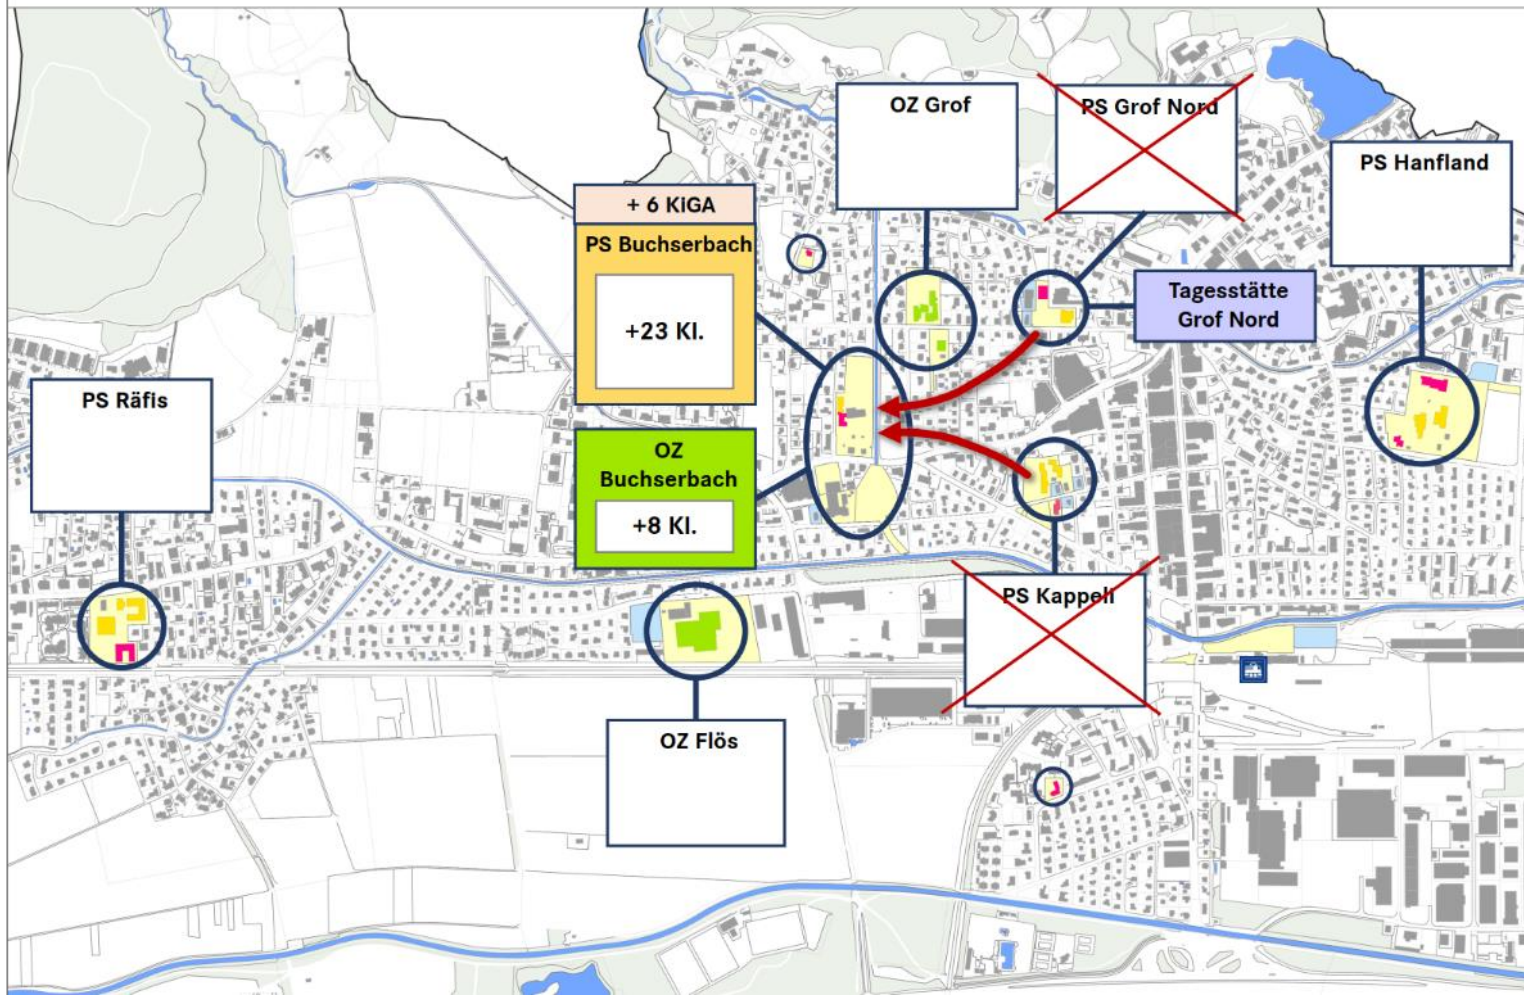 OZ Grof
PS Grof Nord
PS Hanfland
+ 6 KiGA
PS Buchserbach
+23 Kl.
Tagesstätte
Grof Nord
PS Räfis
OZ
Buchserbach
+8 Kl.
PS Kappeli
OZ Flös